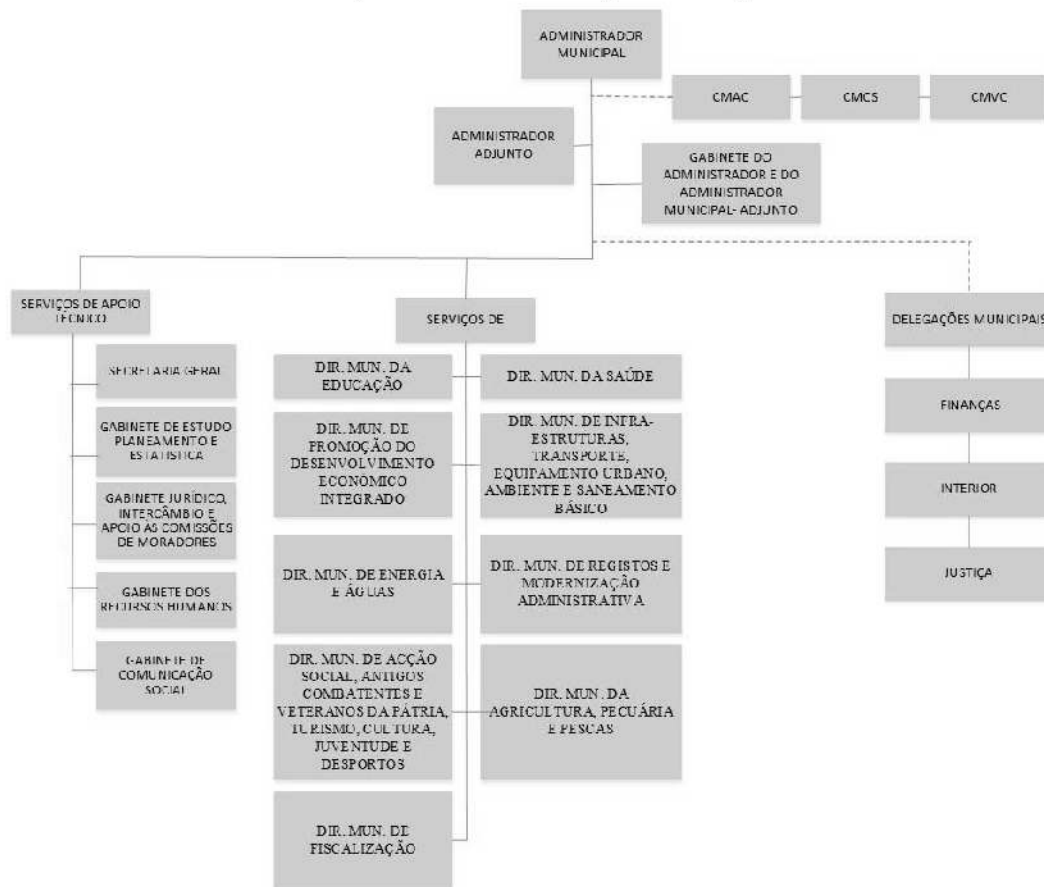 ADMINISTRADOR
MUNICIPAL
CMAC
CMCS
CMVC
ADMINISTRADOR
ADJUNTO
GABINETE DO
ADMINISTRADOR E DO
ADMINISTRADOR
MUNICIPAL- ADJUNTO
SERVIÇOS DE APOIO
TÉCNICO
SECRETARIA GERAL
GABINETE DE ESTUDO
PLANEAMENTO E
ESTATISTICA
GABINETE JURÍDICO,
INTERCÂMBIO E
APOIO ÀS COMISSÕES
DE MORADORES
GABINETE DOS
RECURSOS HUMANOS
GABINETE DE
COMUNICAÇÃO
SOCIAL
SERVIÇOS DE
DIR. MUN. DA
EDUCAÇÃO
DIR. MUN. DA SAÚDE
DIR. MUN. DE
PROMOÇÃO DO
DESENVOLVIMENTO
ECONÓMICO
INTEGRADO
DIR. MUN. DE INFRA-
ESTRUTURAS,
TRANSPORTE,
EQUIPAMENTO URBANO,
AMBIENTE E SANEAMENTO
BÁSICO
DIR. MUN. DE ENERGIA
E ÁGUAS
DIR. MUN. DE REGISTOS E
MODERNIZAÇÃO
ADMINISTRATIVA
DIR. MUN. DE ACÇÃO
SOCIAL, ANTIGOS
COMBATENTES E
VETERANOS DA PÁTRIA,
TURISMO, CULTURA,
JUVENTUDE E
DESPORTOS
DIR. MUN. DA
AGRICULTURA, PECUÁRIA
E PESCAS
DIR. MUN. DE
FISCALIZAÇÃO
DELEGAÇÕES MUNICIPAIS
FINANÇAS
INTERIOR
JUSTIÇA